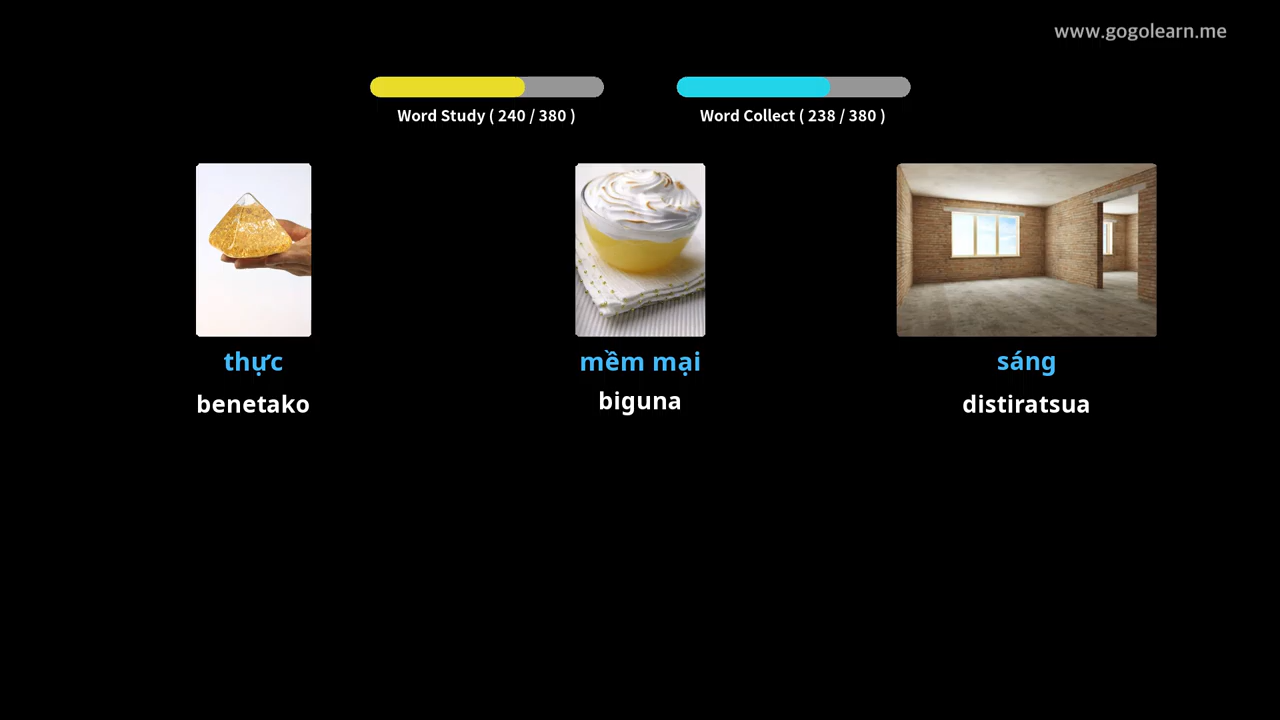 www.gogolearn.me
Word Study ( 240 / 380 )
Word Collect ( 238 / 380 )
thực
mềm mại
sáng
benetako
biguna
distiratsua